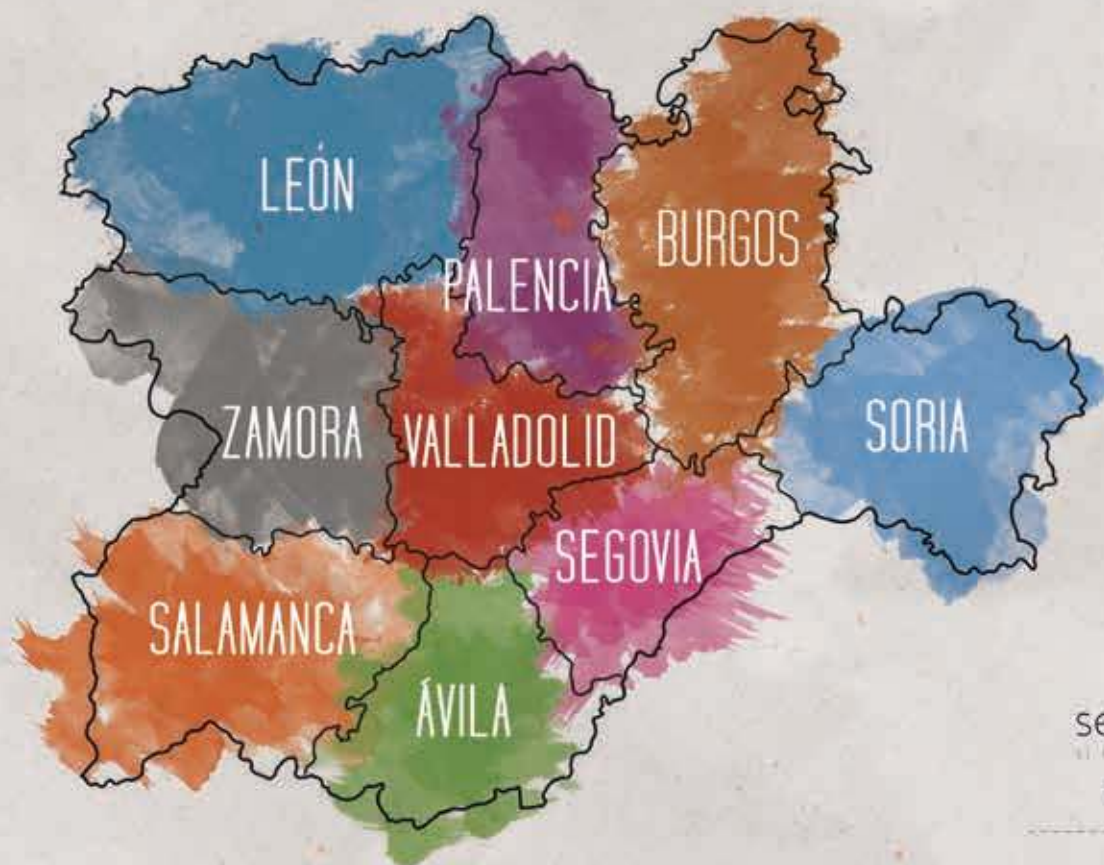 LEÓN
BURGOS
PALENCIA
ZAMORA
VALLADOLID
SORIA
SEGOVIA
SALAMANCA
ÁVILA